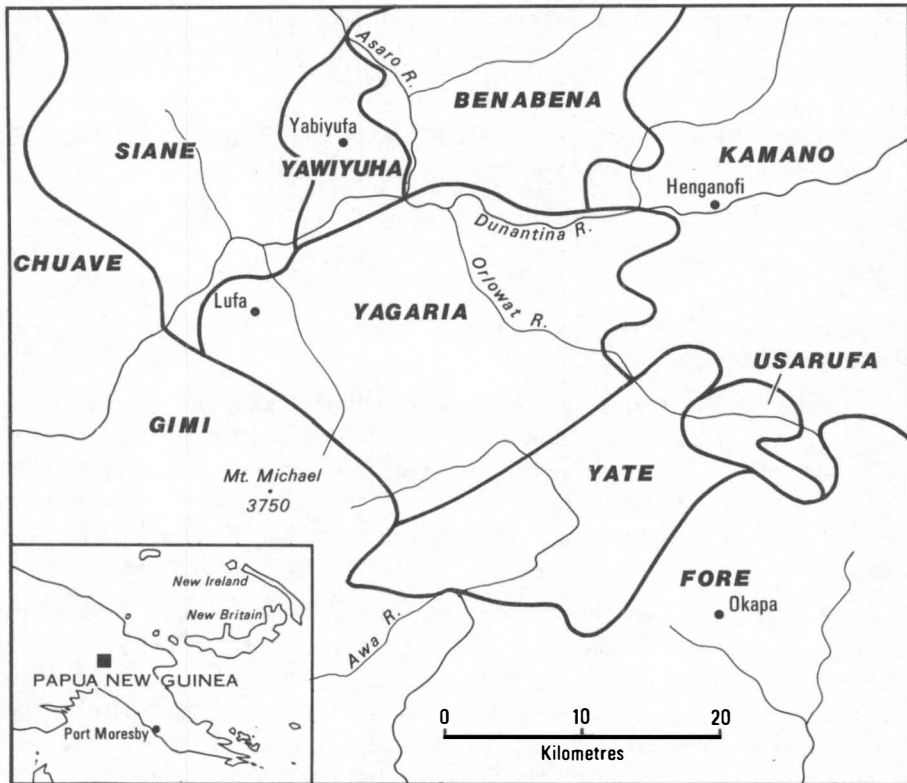 Asaro R.
BENABENA
Yabiyufa
SIANE
YAWIYUHA
KAMANO
Henganofi
Dunantina R.
CHUAVE
Orlowat R.
Lufa
YAGARIA
USARUFA
GIMI
Mt. Michael
3750
YATE
FORE
Okapa
Awa R.
New Ireland
New Britain
PAPUA NEW GUINEA
Port Moresby
0 10 20
Kilometres